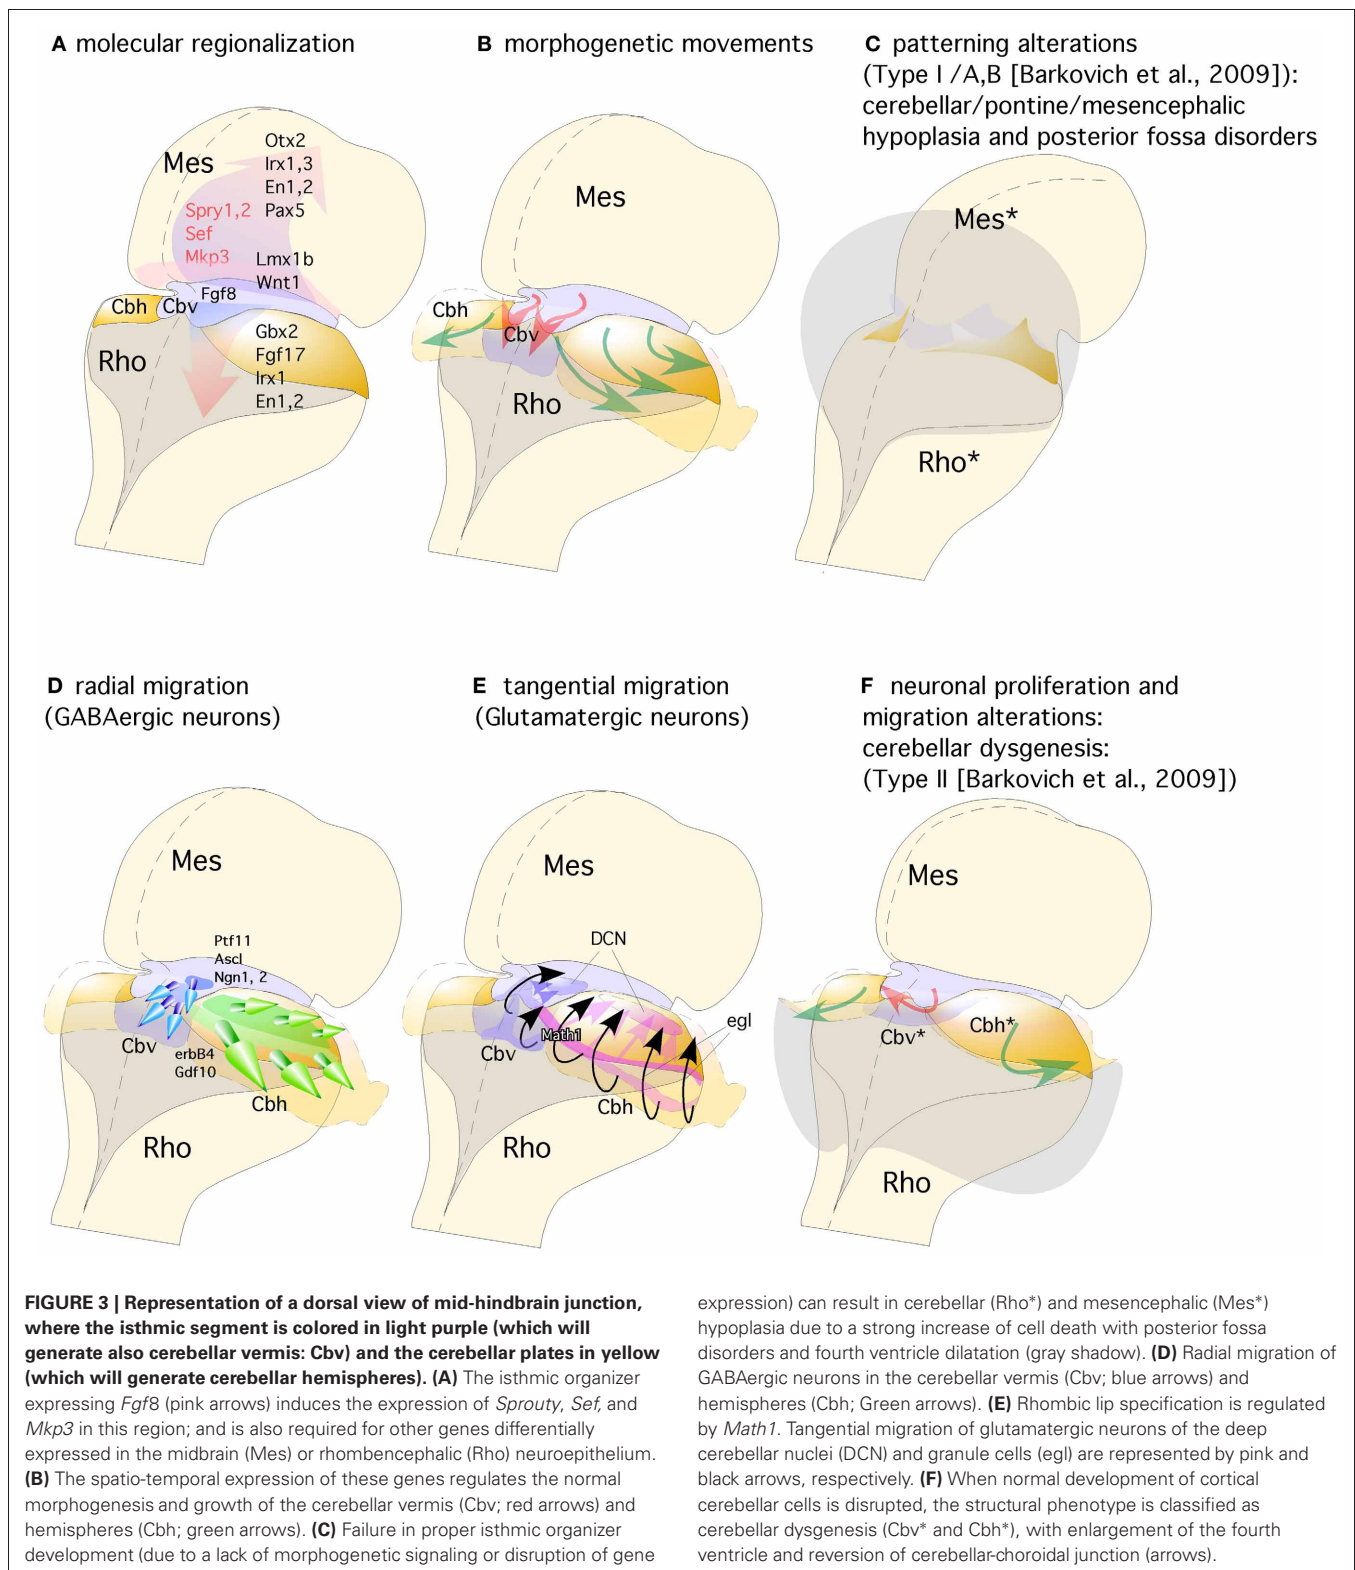 A molecular regionalization
Mes
Otx2
Irx1,3
En1,2
Spry1,2
Pax5
Sef
Mkp3
Lmx1b
Wnt1
Fgf8
Cbh
Cbv
Gbx2
Fgf17
Irx1
En1,2
Rho
B morphogenetic movements
Mes
Cbh
Cbv
Rho
C patterning alterations
(Type I /A,B [Barkovich et al., 2009]):
cerebellar/pontine/mesencephalic
hypoplasia and posterior fossa disorders
Mes*
Rho*
D radial migration
(GABAergic neurons)
Mes
Ptf11
Ascl
Ngn1, 2
Cbv
erbB4
Gdf10
Cbh
Rho
E tangential migration
(Glutamatergic neurons)
Mes
DCN
egl
Math1
Cbv
Cbh
Rho
F neuronal proliferation and
migration alterations:
cerebellar dysgenesis:
(Type II [Barkovich et al., 2009])
Mes
Cbv*
Cbh*
Rho
FIGURE 3 | Representation of a dorsal view of mid-hindbrain junction,
where the isthmic segment is colored in light purple (which will
generate also cerebellar vermis: Cbv) and the cerebellar plates in yellow
(which will generate cerebellar hemispheres). (A) The isthmic organizer
expressing Fgf8 (pink arrows) induces the expression of Sprouty, Sef, and
Mkp3 in this region; and is also required for other genes differentially
expressed in the midbrain (Mes) or rhombencephalic (Rho) neuroepithelium.
(B) The spatio-temporal expression of these genes regulates the normal
morphogenesis and growth of the cerebellar vermis (Cbv; red arrows) and
hemispheres (Cbh; green arrows). (C) Failure in proper isthmic organizer
development (due to a lack of morphogenetic signaling or disruption of gene
expression) can result in cerebellar (Rho*) and mesencephalic (Mes*)
hypoplasia due to a strong increase of cell death with posterior fossa
disorders and fourth ventricle dilatation (gray shadow). (D) Radial migration of
GABAergic neurons in the cerebellar vermis (Cbv; blue arrows) and
hemispheres (Cbh; Green arrows). (E) Rhombic lip specification is regulated
by Math1. Tangential migration of glutamatergic neurons of the deep
cerebellar nuclei (DCN) and granule cells (egl) are represented by pink and
black arrows, respectively. (F) When normal development of cortical
cerebellar cells is disrupted, the structural phenotype is classified as
cerebellar dysgenesis (Cbv* and Cbh*), with enlargement of the fourth
ventricle and reversion of cerebellar-choroidal junction (arrows).